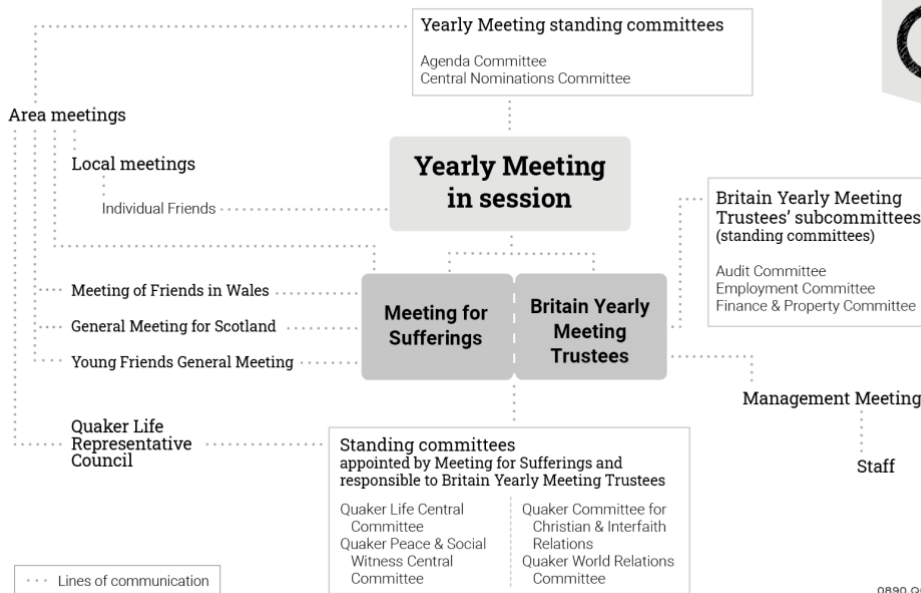 Yearly Meeting standing committees
Agenda Committee
Central Nominations Committee
Area meetings
Local meetings
Individual Friends
Yearly Meeting
in session
Britain Yearly Meeting
Trustees' subcommittees
(standing committees)
Audit Committee
Employment Committee
Finance & Property Committee
Meeting of Friends in Wales
General Meeting for Scotland
Young Friends General Meeting
Meeting for
Sufferings
Britain Yearly
Meeting
Trustees
Management Meeting
Staff
Quaker Life
Representative
Council
Standing committees
appointed by Meeting for Sufferings and
responsible to Britain Yearly Meeting Trustees
Quaker Life Central
Committee
Quaker Peace & Social
Witness Central
Committee
Quaker Committee for
Christian & Interfaith
Relations
Quaker World Relations
Committee
Lines of communication